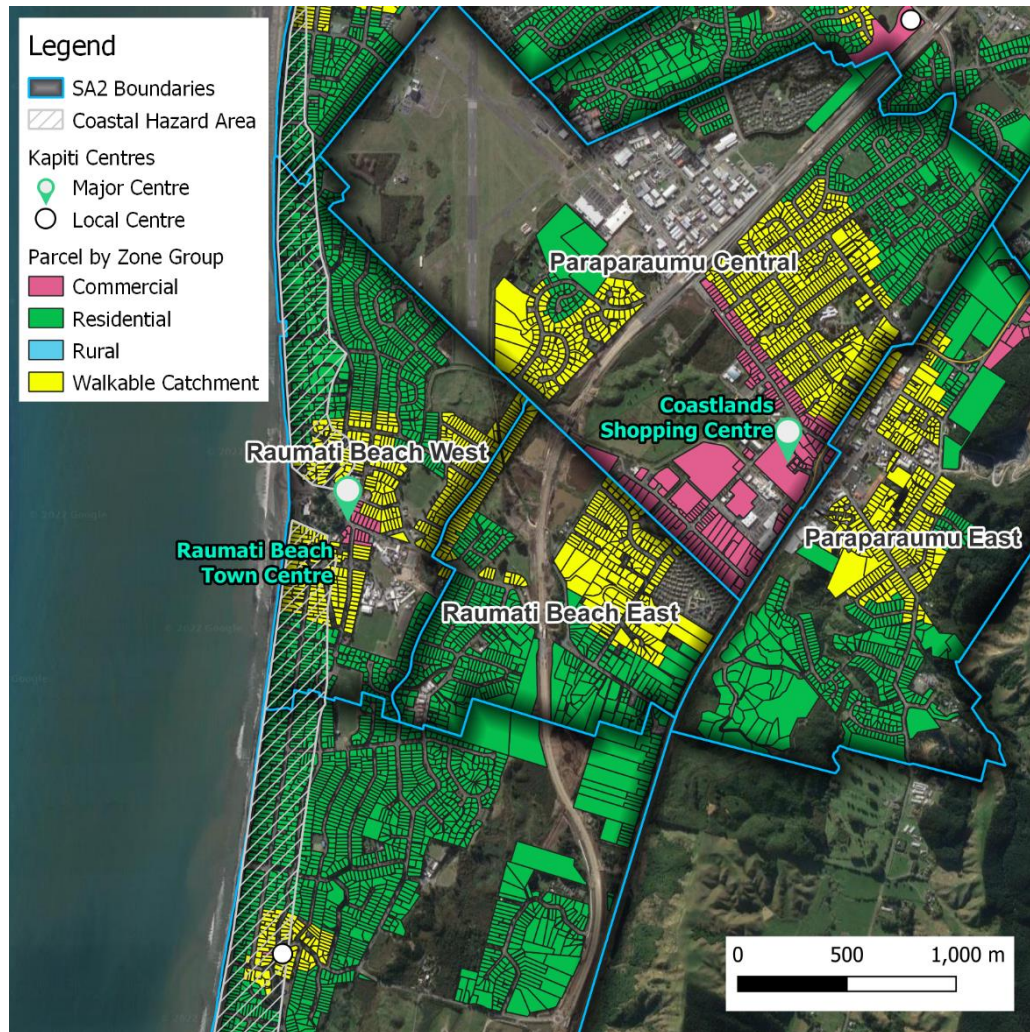 Legend
SA2 Boundaries
Coastal Hazard Area
Kapiti Centres
Major Centre
Local Centre
Parcel by Zone Group
Commercial
Residential
Rural
Walkable Catchment
Paraparaumu Central
Coastlands
Shopping Centre
Raumati Beach West
Raumati Beach
Town Centre
Paraparaumu East
Raumati Beach East
0 500 1,000 m